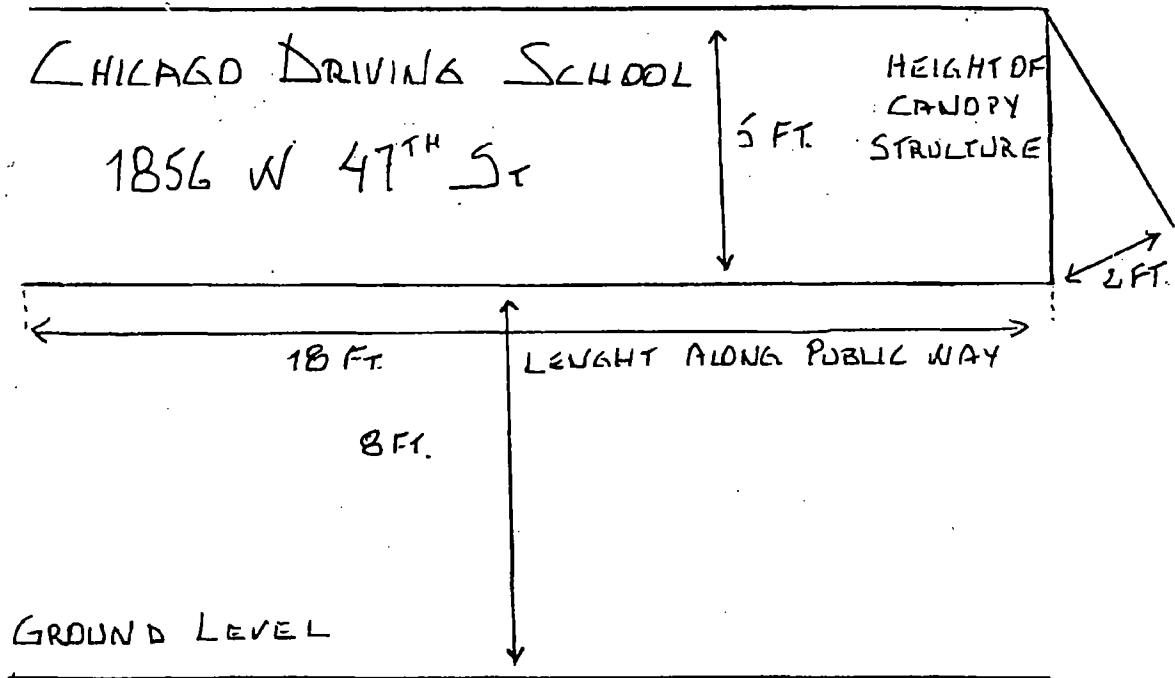 CHICAGO DRIVING SCHOOL
1856 W 47TH ST
5 FT.
HEIGHT OF
CANOPY
STRUCTURE
2 FT.
18 FT.
LENGHT ALONG PUBLIC WAY
8 FT.
GROUND LEVEL